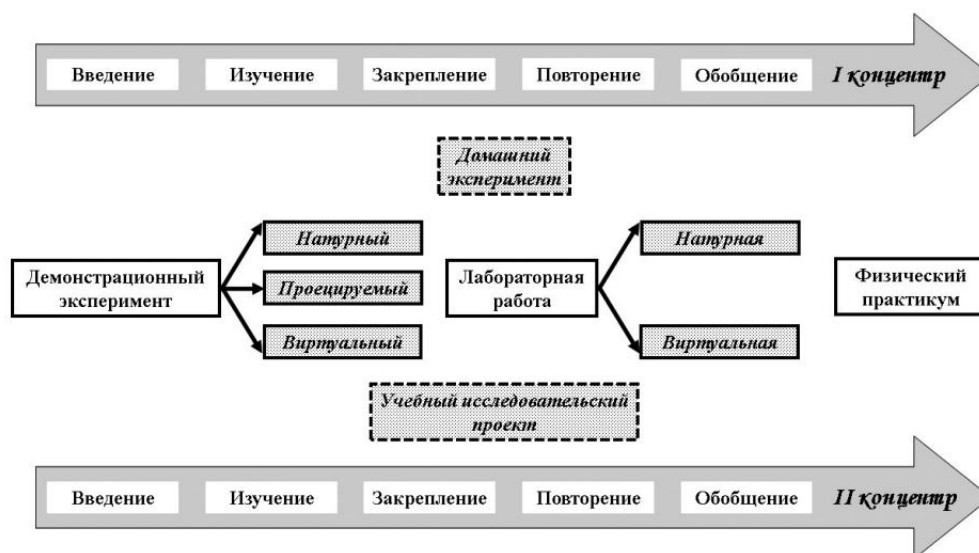 Введение Изучение Закрепление Повторение Обобщение I концентр
Домашний
эксперимент
Натурный
Натурная
Демонстрационный
эксперимент
Проецируемый
Лабораторная
работа
Физический
практикум
Виртуальный
Виртуальная
Учебный исследовательский
проект
Введение Изучение Закрепление Повторение Обобщение II концентр